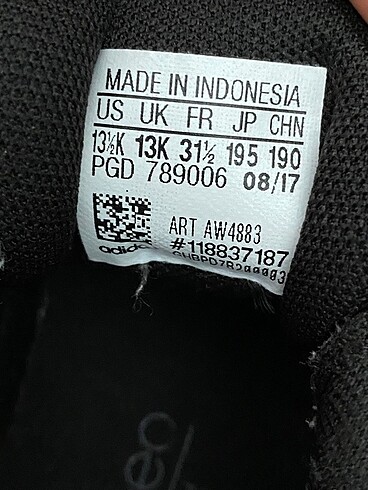 MADE IN INDONESIA
US UK FR JP CHN
13½K 13K 31½ 195 190
PGD 789006 08/17
ART AW4883
adidas #118837187
neo